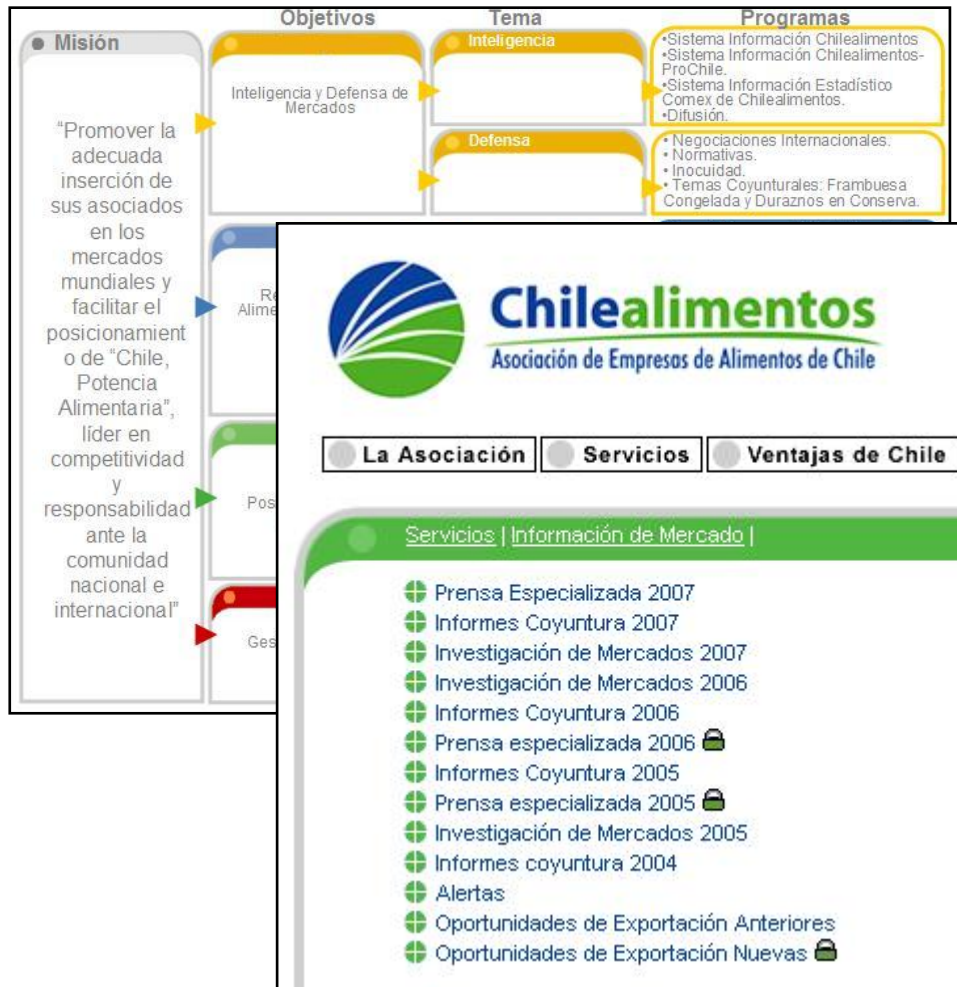 Objetivos
Tema
Programas
Misión
"Promover la
adecuada
inserción de
sus asociados
en los
mercados
mundiales y
facilitar el
posicionamient
o de "Chile,
Potencia
Alimentaria",
líder en
competitividad
y
responsabilidad
ante la
comunidad
nacional e
internacional"
Inteligencia y Defensa de
Mercados
Inteligencia
•Sistema Información Chilealimentos
•Sistema Información Chilealimentos-
ProChile.
•Sistema Información Estadístico
Comex de Chilealimentos.
•Difusión.
Defensa
• Negociaciones Internacionales.
• Normativas.
• Inocuidad.
• Temas Coyunturales: Frambuesa
Congelada y Duraznos en Conserva.
Chilealimentos
Asociación de Empresas de Alimentos de Chile
La Asociación
Servicios
Ventajas de Chile
Servicios | Información de Mercado |
Prensa Especializada 2007
Informes Coyuntura 2007
Investigación de Mercados 2007
Investigación de Mercados 2006
Informes Coyuntura 2006
Prensa especializada 2006
Informes Coyuntura 2005
Prensa especializada 2005
Investigación de Mercados 2005
Informes coyuntura 2004
Alertas
Oportunidades de Exportación Anteriores
Oportunidades de Exportación Nuevas